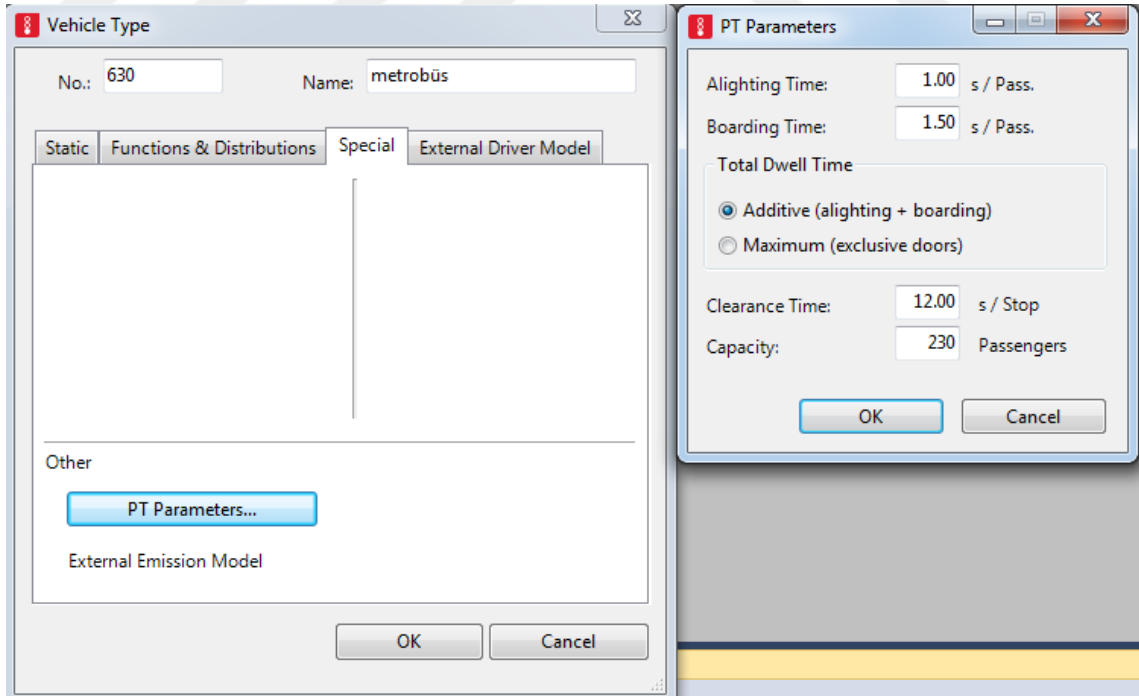 Vehicle Type
No.: 630 Name: metrobüs
Static Functions & Distributions Special External Driver Model
Other
PT Parameters...
External Emission Model
OK Cancel
PT Parameters
Alighting Time: 1.00 s / Pass.
Boarding Time: 1.50 s / Pass.
Total Dwell Time
Additive (alighting + boarding)
Maximum (exclusive doors)
Clearance Time: 12.00 s / Stop
Capacity: 230 Passengers
OK Cancel